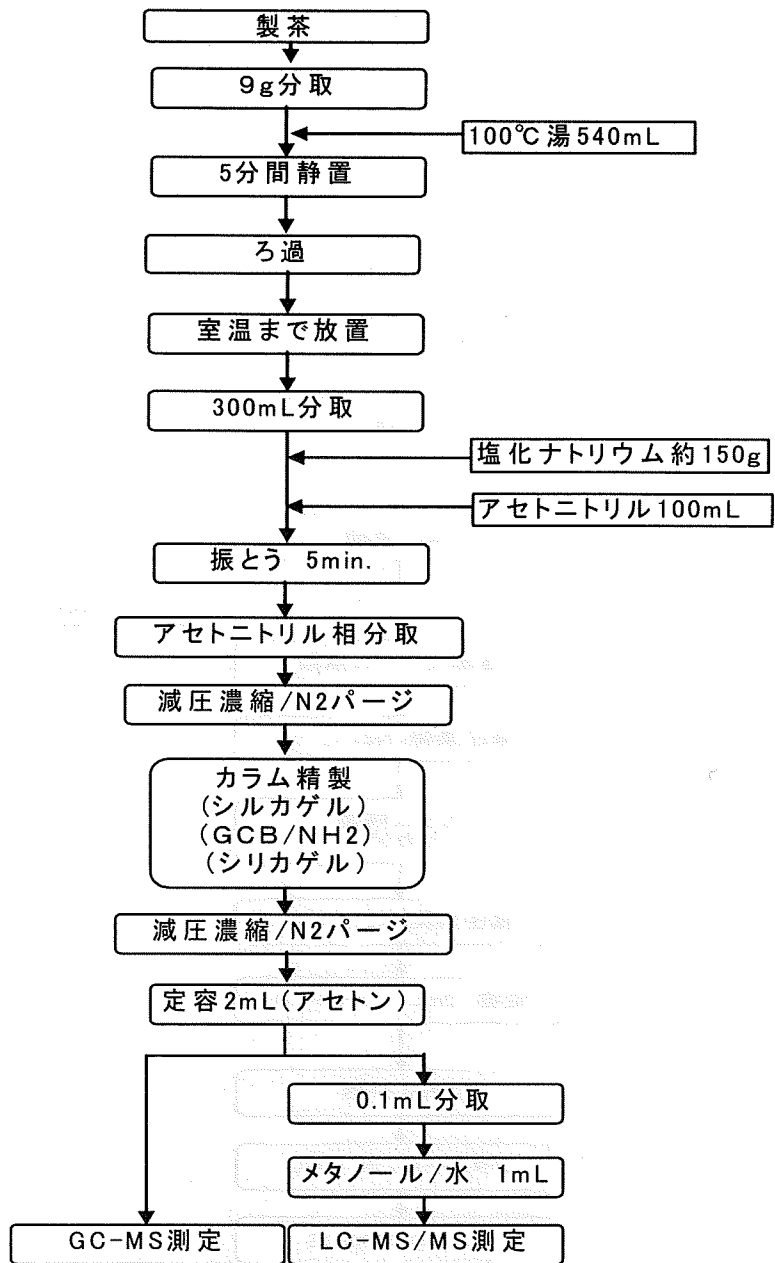 製茶
9g分取
100℃湯540mL
5分間静置
ろ過
室温まで放置
300mL分取
塩化ナトリウム約150g
アセトニトリル100mL
振とう 5min.
アセトニトリル相分取
減圧濃縮/N2パージ
カラム精製
(シルカゲル)
(GCB/NH2)
(シリカゲル)
減圧濃縮/N2パージ
定容2mL(アセトン)
0.1mL分取
メタノール/水 1mL
GC-MS測定
LC-MS/MS測定